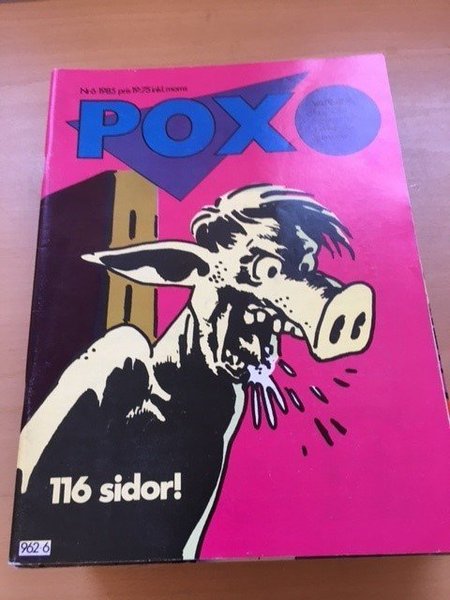 Nr 6 1985 pris 19:75 inkl. moms
POX
116 sidor!
962-6